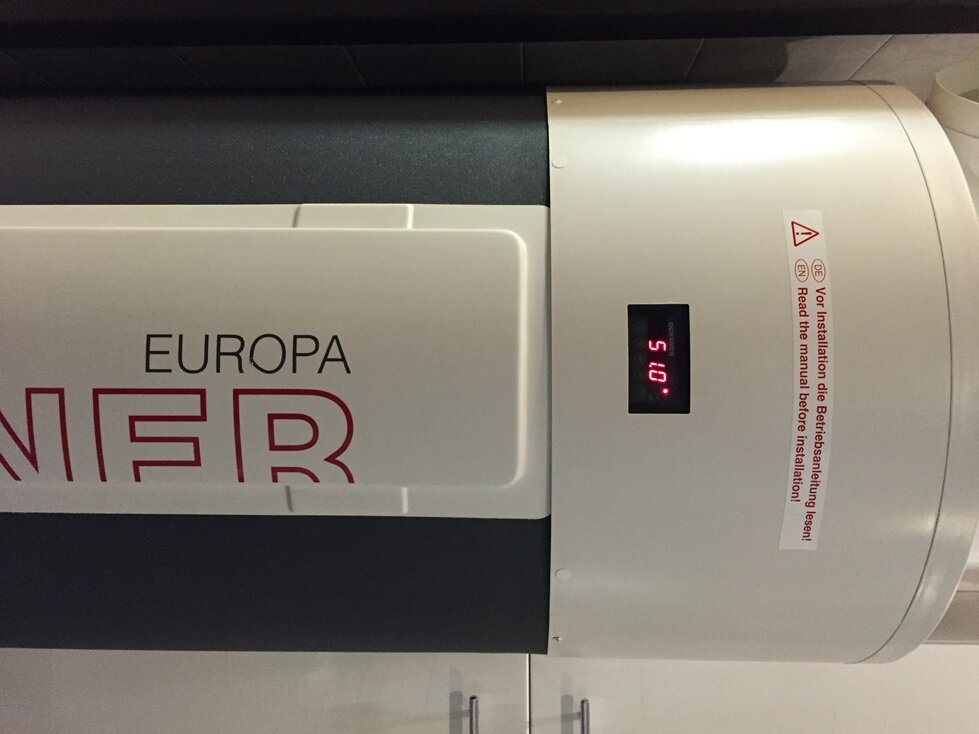 EUROPA
NER
51.0
DE Vor Installation die Betriebsanleitung lesen!
EN Read the manual before installation!